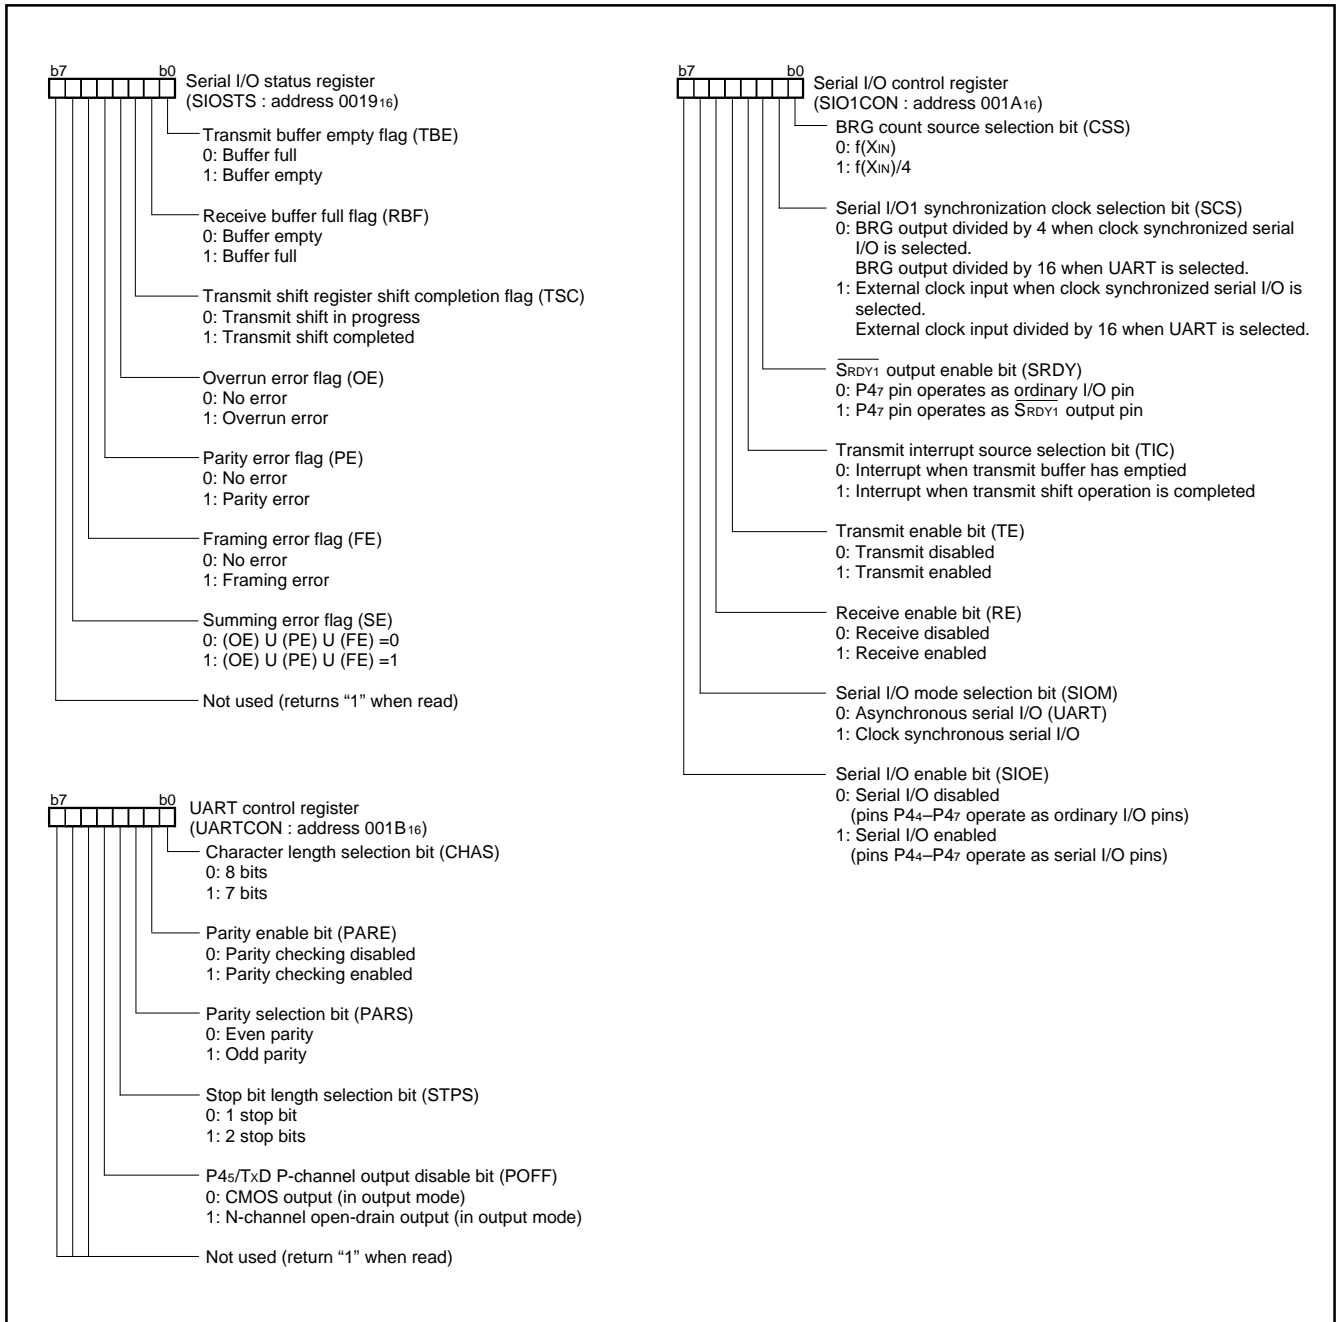 b7 b0
Serial I/O status register
(SIOSTS : address 0019₁₆)
Transmit buffer empty flag (TBE)
0: Buffer full
1: Buffer empty
Receive buffer full flag (RBF)
0: Buffer empty
1: Buffer full
Transmit shift register shift completion flag (TSC)
0: Transmit shift in progress
1: Transmit shift completed
Overrun error flag (OE)
0: No error
1: Overrun error
Parity error flag (PE)
0: No error
1: Parity error
Framing error flag (FE)
0: No error
1: Framing error
Summing error flag (SE)
0: (OE) U (PE) U (FE) =0
1: (OE) U (PE) U (FE) =1
Not used (returns “1” when read)
b7 b0
UART control register
(UARTCON : address 001B₁₆)
Character length selection bit (CHAS)
0: 8 bits
1: 7 bits
Parity enable bit (PARE)
0: Parity checking disabled
1: Parity checking enabled
Parity selection bit (PARS)
0: Even parity
1: Odd parity
Stop bit length selection bit (STPS)
0: 1 stop bit
1: 2 stop bits
P4₅/TxD P-channel output disable bit (POFF)
0: CMOS output (in output mode)
1: N-channel open-drain output (in output mode)
Not used (return “1” when read)
b7 b0
Serial I/O control register
(SIO1CON : address 001A₁₆)
BRG count source selection bit (CSS)
0: f(XIN)
1: f(XIN)/4
Serial I/O1 synchronization clock selection bit (SCS)
0: BRG output divided by 4 when clock synchronized serial
I/O is selected.
BRG output divided by 16 when UART is selected.
1: External clock input when clock synchronized serial I/O is
selected.
External clock input divided by 16 when UART is selected.
S̅R̅D̅Y̅1̅ output enable bit (SRDY)
0: P4₇ pin operates as ordinary I/O pin
1: P4₇ pin operates as S̅R̅D̅Y̅1̅ output pin
Transmit interrupt source selection bit (TIC)
0: Interrupt when transmit buffer has emptied
1: Interrupt when transmit shift operation is completed
Transmit enable bit (TE)
0: Transmit disabled
1: Transmit enabled
Receive enable bit (RE)
0: Receive disabled
1: Receive enabled
Serial I/O mode selection bit (SIOM)
0: Asynchronous serial I/O (UART)
1: Clock synchronous serial I/O
Serial I/O enable bit (SIOE)
0: Serial I/O disabled
(pins P4₄–P4₇ operate as ordinary I/O pins)
1: Serial I/O enabled
(pins P4₄–P4₇ operate as serial I/O pins)